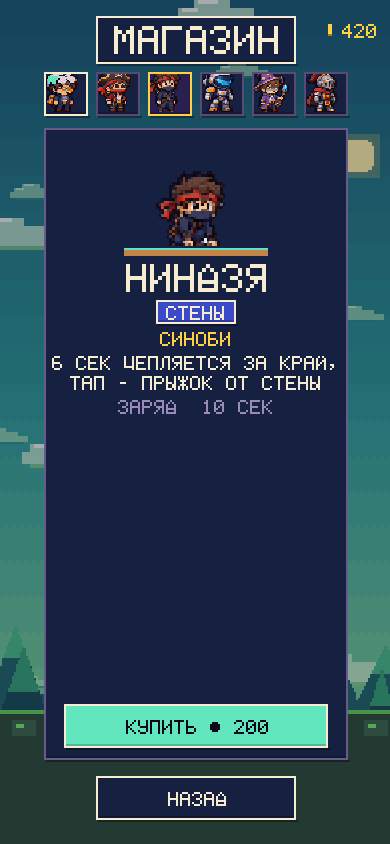 МАГАЗИН
420
НИНДЗЯ
СТЕНЫ
СИНОБИ
6 СЕК ЦЕПЛЯЕТСЯ ЗА КРАЙ,
ТАП - ПРЫЖОК ОТ СТЕНЫ
ЗАРЯД 10 СЕК
КУПИТЬ ● 200
НАЗАД